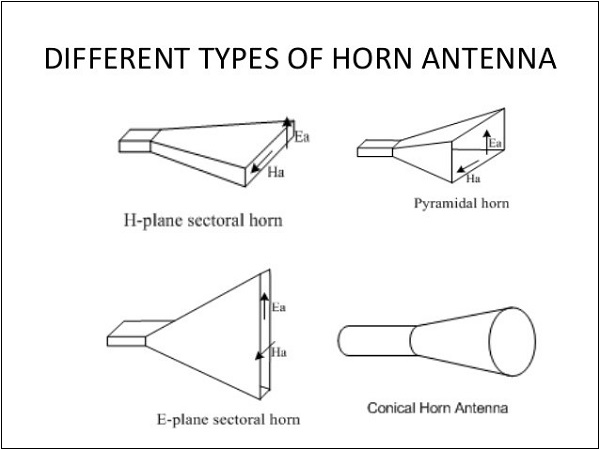 DIFFERENT TYPES OF HORN ANTENNA
Ea
Ha
H-plane sectoral horn
Ea
Ha
Pyramidal horn
Ea
Ha
E-plane sectoral horn
Conical Horn Antenna